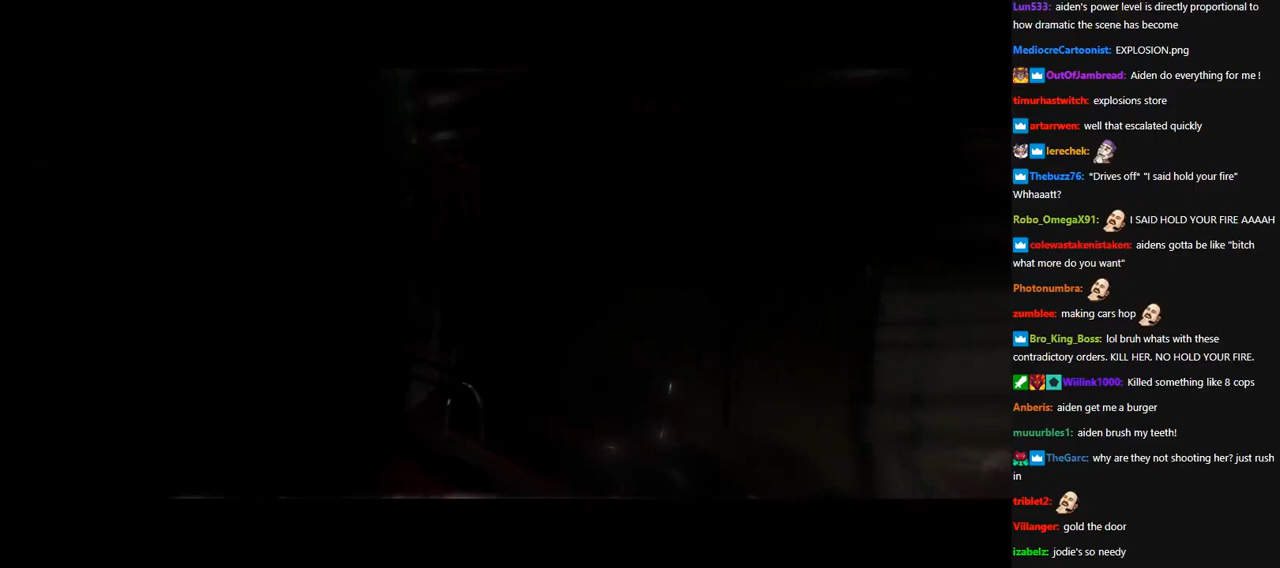 Lun533: aiden's power level is directly proportional to
how dramatic the scene has become
MediocreCartoonist: EXPLOSION.png
OutOfJambread: Aiden do everything for me !
timurhastwitch: explosions store
artarrwen: well that escalated quickly
lerechek:
Thebuzz76: *Drives off* "I said hold your fire"
Whhaaatt?
Robo_OmegaX91: I SAID HOLD YOUR FIRE AAAAH
colewastakenistaken: aidens gotta be like "bitch
what more do you want"
Photonumbra:
zumblee: making cars hop
Bro_King_Boss: lol bruh whats with these
contradictory orders. KILL HER. NO HOLD YOUR FIRE.
Wiilink1000: Killed something like 8 cops
Anberis: aiden get me a burger
muuurbles1: aiden brush my teeth!
TheGarc: why are they not shooting her? just rush
in
triblet2:
Villanger: gold the door
izabelz: jodie's so needy